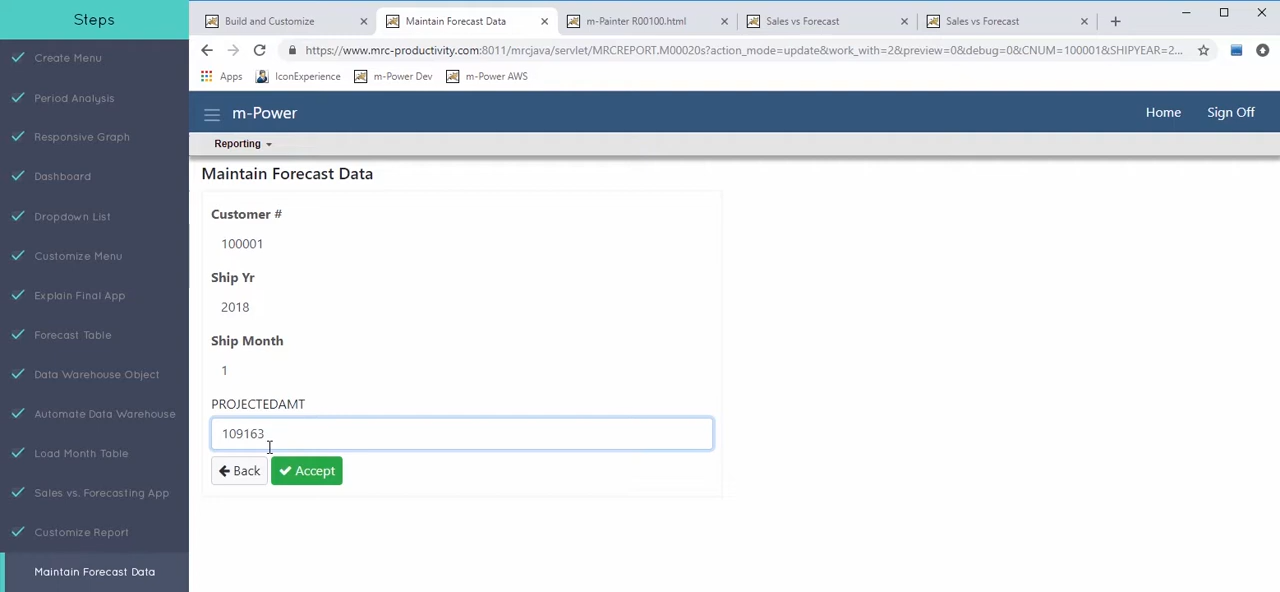 Steps
Create Menu
Period Analysis
Responsive Graph
Dashboard
Dropdown List
Customize Menu
Explain Final App
Forecast Table
Data Warehouse Object
Automate Data Warehouse
Load Month Table
Sales vs. Forecasting App
Customize Report
Maintain Forecast Data
Build and Customize
Maintain Forecast Data
m-Painter R00100.html
Sales vs Forecast
Sales vs Forecast
https://www.mrc-productivity.com:8011/mrcjava/servlet/MRCREPORT.M00020s?action_mode=update&work_with=2&preview=0&debug=0&CNUM=100001&SHIPYEAR=2...
Apps
IconExperience
m-Power Dev
m-Power AWS
m-Power
Home
Sign Off
Reporting
Maintain Forecast Data
Customer #
100001
Ship Yr
2018
Ship Month
1
PROJECTEDAMT
109163
Back
Accept